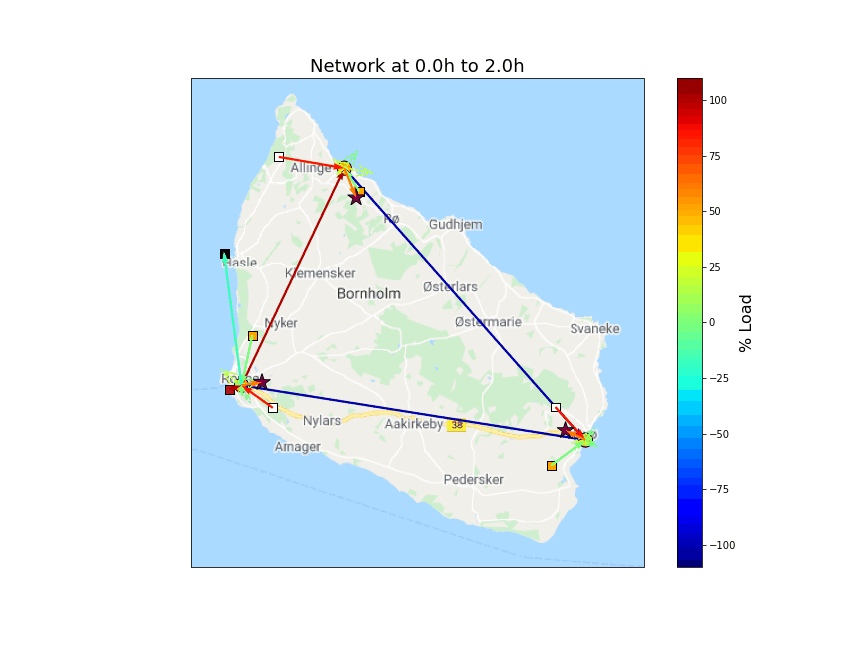 Network at 0.0h to 2.0h
Allinge
Rø
Gudhjem
Hasle
Klemensker
Bornholm
Østerlars
Nyker
Østermarie
Svaneke
Nylars
Aakirkeby
38
Arnager
Pedersker
100
75
50
25
0
−25
−50
−75
−100
% Load